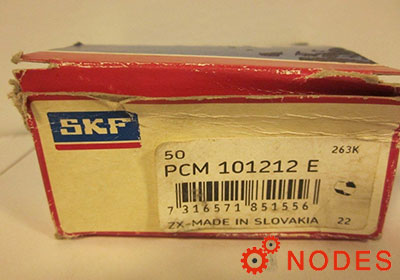 SKF
50 263K
PCM 101212 E
7 316571 851556
ZX-MADE IN SLOVAKIA 22
NODES